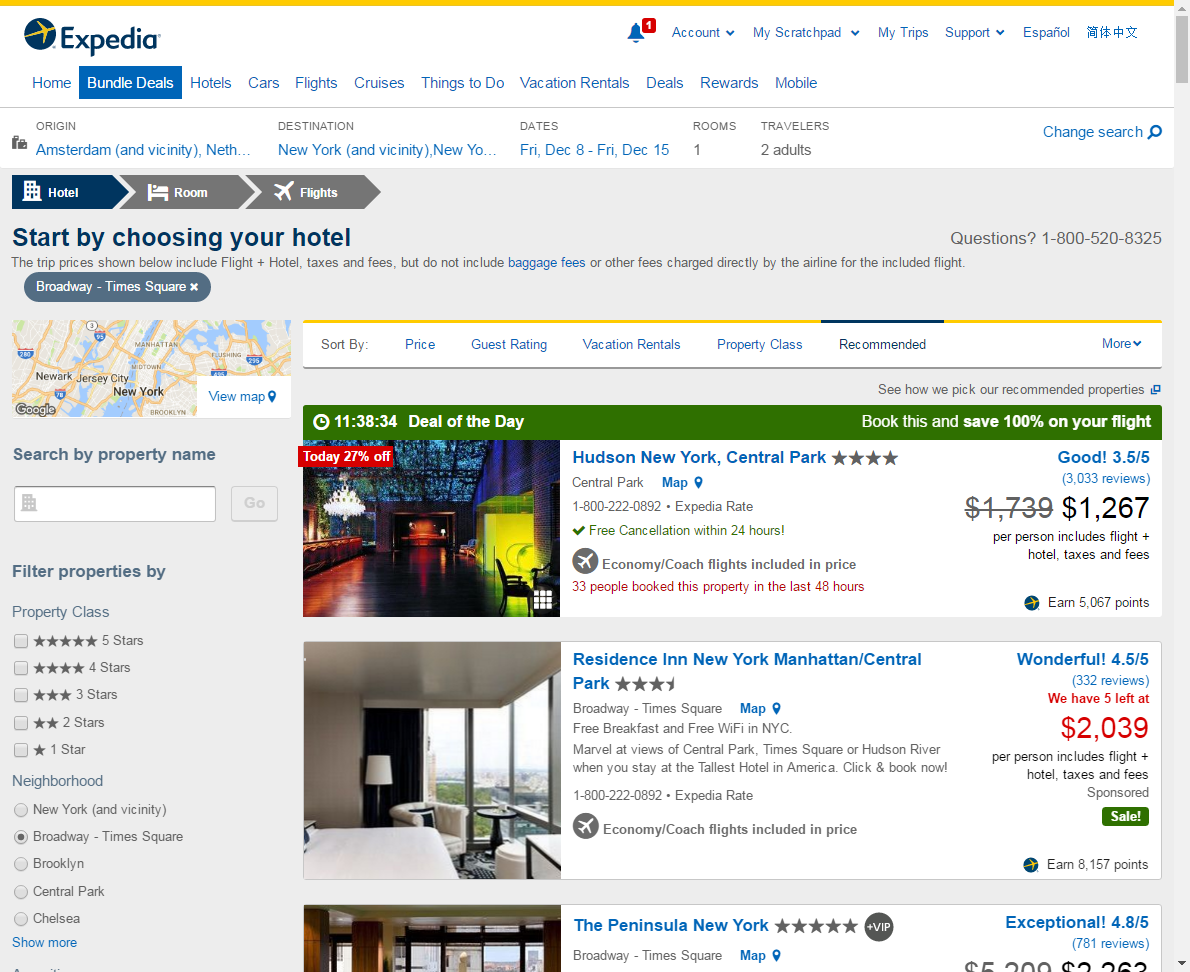 Expedia
1
Account
My Scratchpad
My Trips
Support
Español
简体中文
Home
Bundle Deals
Hotels
Cars
Flights
Cruises
Things to Do
Vacation Rentals
Deals
Rewards
Mobile
ORIGIN
DESTINATION
DATES
ROOMS
TRAVELERS
Amsterdam (and vicinity), Neth…
New York (and vicinity),New Yo…
Fri, Dec 8 - Fri, Dec 15
1
2 adults
Change search
Hotel
Room
Flights
Start by choosing your hotel
Questions? 1-800-520-8325
The trip prices shown below include Flight + Hotel, taxes and fees, but do not include baggage fees or other fees charged directly by the airline for the included flight.
Broadway - Times Square ×
3
95
280
MANHATTAN
FLUSHING
295
MIDTOWN
495
Newark
Jersey City
78
New York
BROOKLYN
Google
View map
Search by property name
Go
Filter properties by
Property Class
5 Stars
4 Stars
3 Stars
2 Stars
1 Star
Neighborhood
New York (and vicinity)
Broadway - Times Square
Brooklyn
Central Park
Chelsea
Show more
Sort By:
Price
Guest Rating
Vacation Rentals
Property Class
Recommended
More
See how we pick our recommended properties
11:38:34 Deal of the Day
Book this and save 100% on your flight
Today 27% off
Hudson New York, Central Park
Central Park
Map
1-800-222-0892 • Expedia Rate
Free Cancellation within 24 hours!
Economy/Coach flights included in price
33 people booked this property in the last 48 hours
Good! 3.5/5
(3,033 reviews)
$1,739 $1,267
per person includes flight +
hotel, taxes and fees
Earn 5,067 points
Residence Inn New York Manhattan/Central
Park
Broadway - Times Square
Map
Free Breakfast and Free WiFi in NYC.
Marvel at views of Central Park, Times Square or Hudson River
when you stay at the Tallest Hotel in America. Click & book now!
1-800-222-0892 • Expedia Rate
Economy/Coach flights included in price
Wonderful! 4.5/5
(332 reviews)
We have 5 left at
$2,039
per person includes flight +
hotel, taxes and fees
Sponsored
Sale!
Earn 8,157 points
The Peninsula New York
+VIP
Broadway - Times Square
Map
Exceptional! 4.8/5
(781 reviews)
$5,209 $2,263